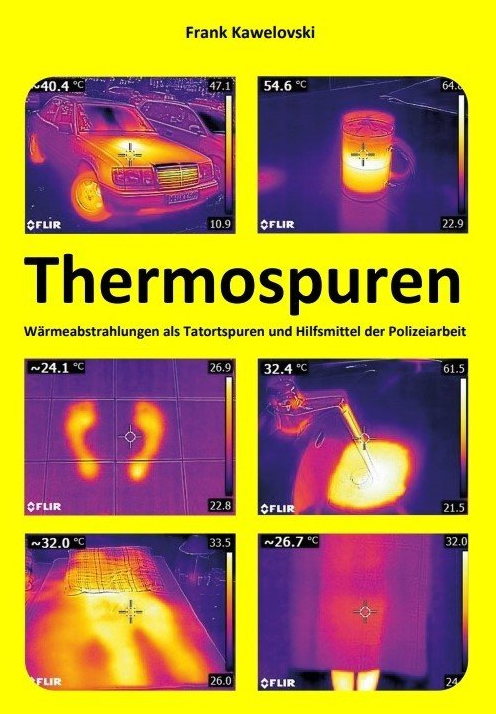 Frank Kawelovski
~40.4 °C
47.1
10.9
FLIR
54.6 °C
64.
22.9
FLIR
Thermospuren
Wärmeabstrahlungen als Tatortspuren und Hilfsmittel der Polizeiarbeit
~24.1 °C
26.9
22.8
FLIR
32.4 °C
61.5
21.5
FLIR
~32.0 °C
33.5
26.0
FLIR
~26.7 °C
32.0
24.
FLIR